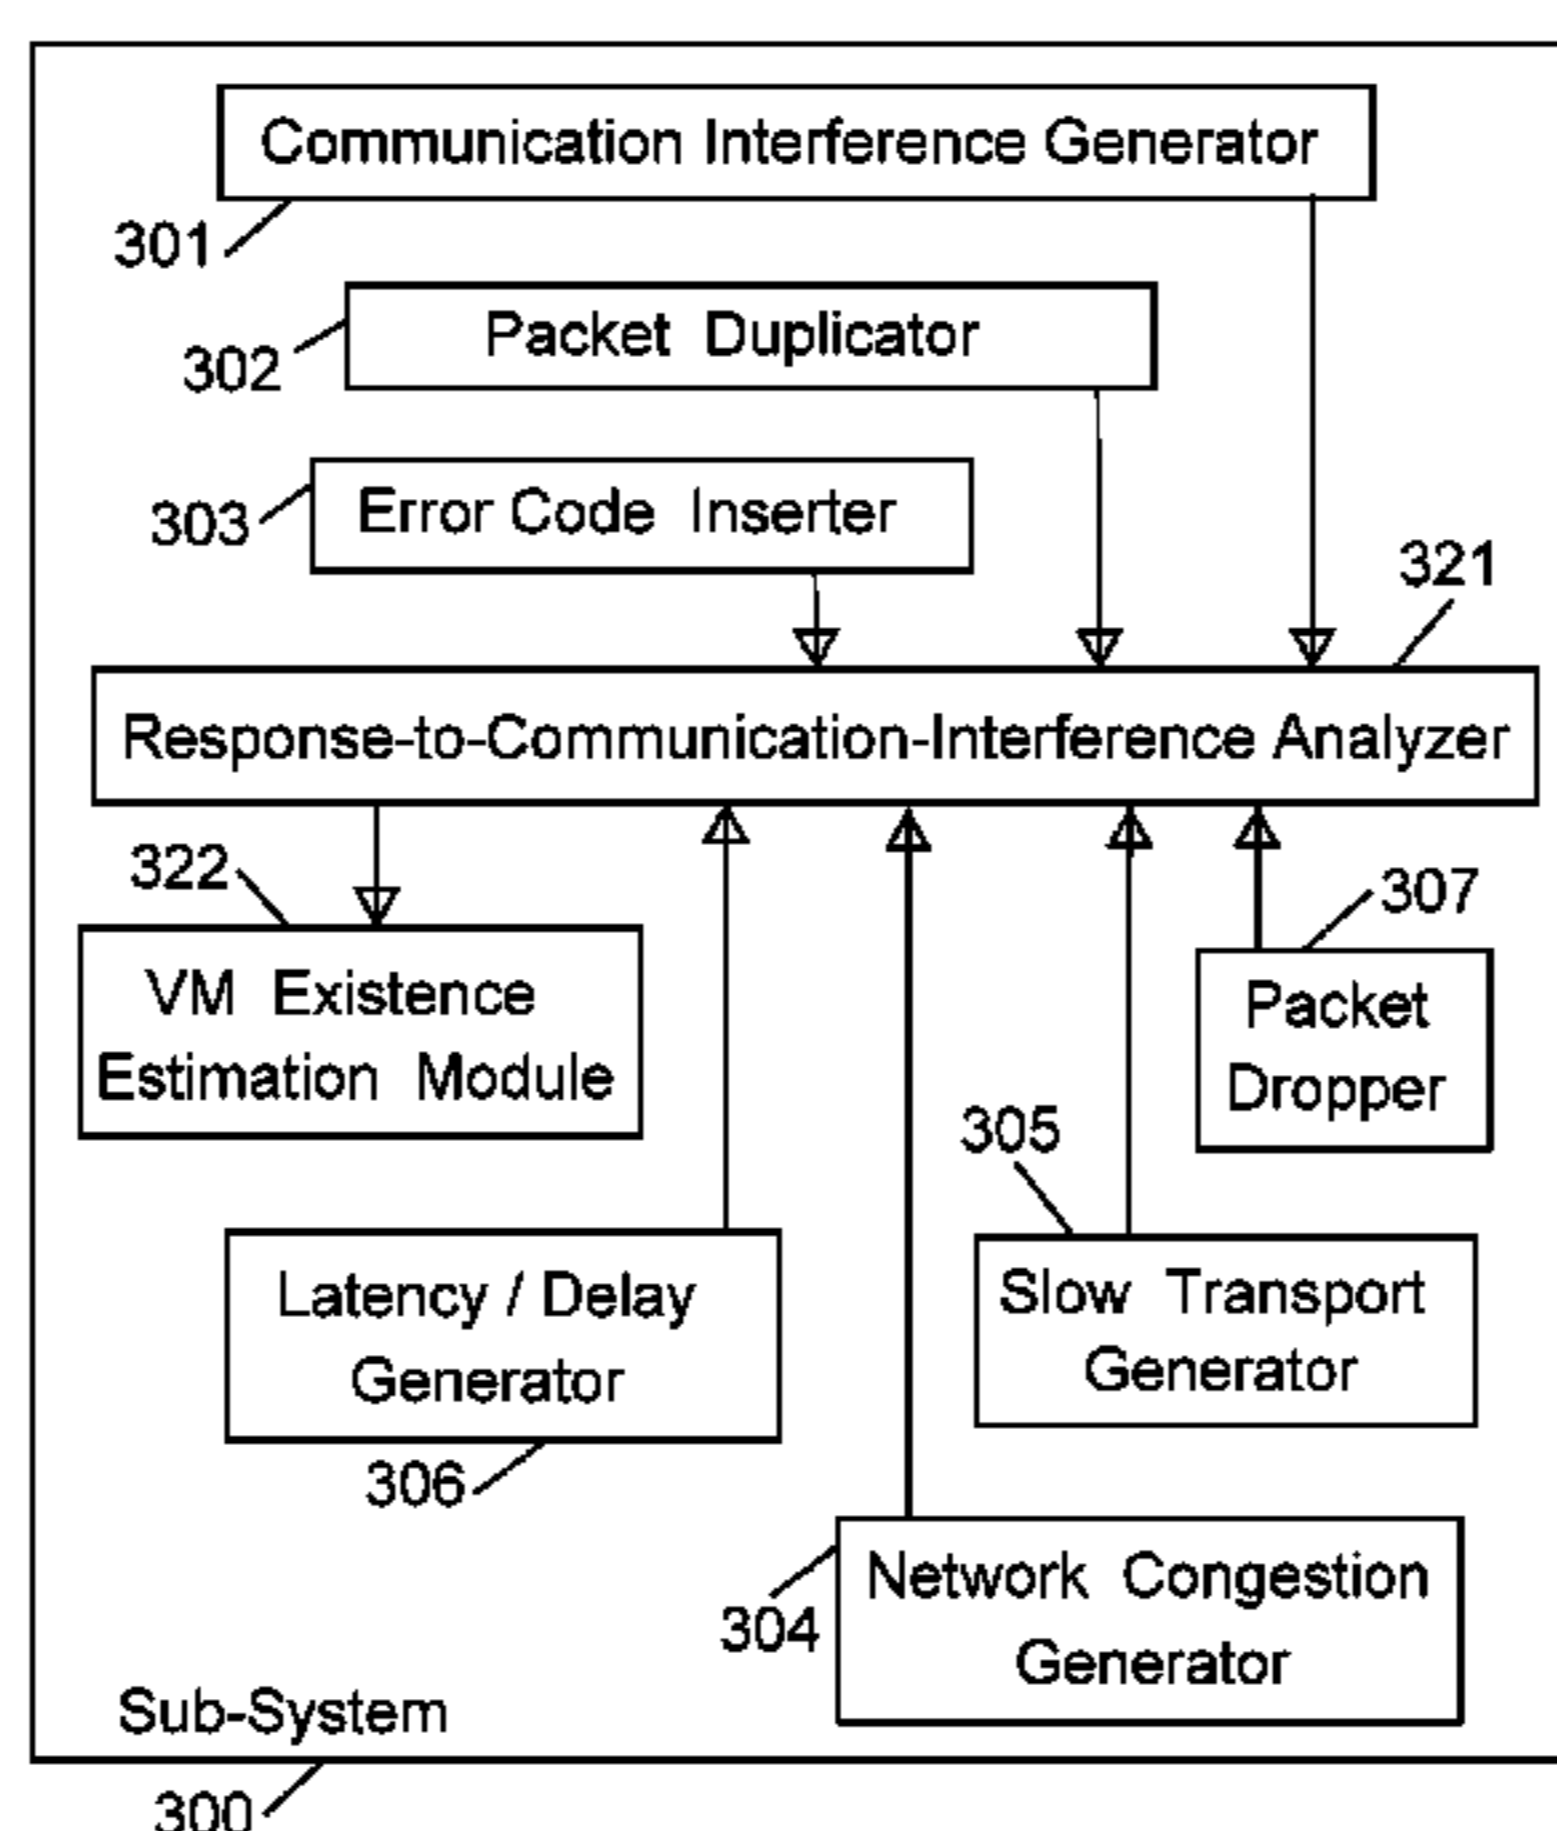 Communication Interference Generator
301
Packet Duplicator
302
Error Code Inserter
303
321
Response-to-Communication-Interference Analyzer
322
307
VM Existence
Estimation Module
Packet
Dropper
305
Latency / Delay
Generator
Slow Transport
Generator
306
304
Network Congestion
Generator
Sub-System
300